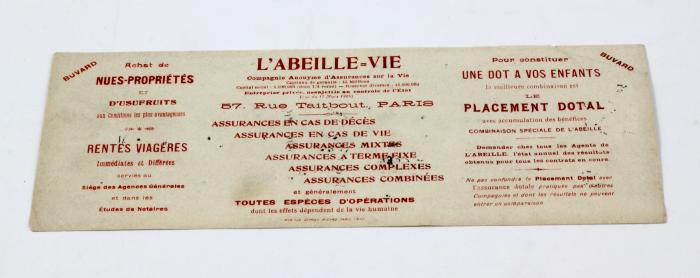 BUVARD
Achat de
NUES-PROPRIÉTÉS
ET
D'USUFRUITS
aux Conditions les plus avantageuses
RENTES VIAGÈRES
Immédiates et Différées
servies au
Siège des Agences Générales
et dans les
Études de Notaires
L'ABEILLE=VIE
Compagnie Anonyme d'Assurances sur la Vie
Entreprise privée, assujettie au contrôle de l'État
57, Rue Taitbout, PARIS
ASSURANCES EN CAS DE DÉCÈS
ASSURANCES EN CAS DE VIE
ASSURANCES MIXTES
ASSURANCES A TERME FIXE
ASSURANCES COMPLEXES
ASSURANCES COMBINÉES
et généralement
TOUTES ESPÈCES D'OPÉRATIONS
dont les effets dépendent de la vie humaine
BUVARD
Pour constituer
UNE DOT A VOS ENFANTS
la meilleure combinaison est
LE
PLACEMENT DOTAL
avec accumulation des bénéfices
COMBINAISON SPÉCIALE DE L'ABEILLE
Demander chez tous les Agents de
L'ABEILLE, l'état annuel des résultats
obtenus pour tous les contrats en cours.
Ne pas confondre le Placement Dotal avec
l'assurance dotale pratiquée par d'autres
Compagnies et dont les résultats ne peuvent
entrer en comparaison